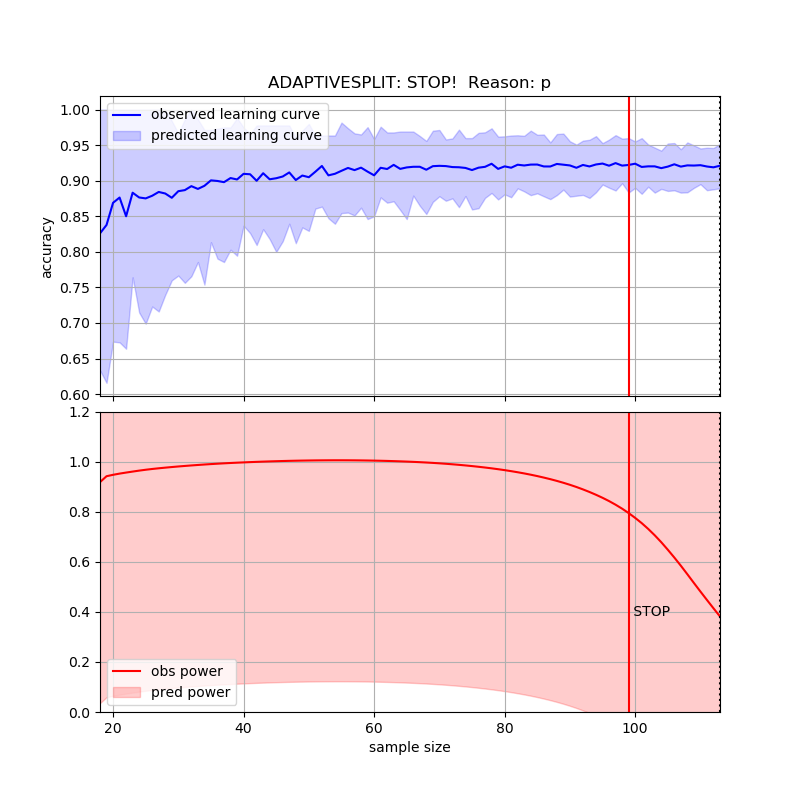 ADAPTIVESPLIT: STOP!  Reason: p
1.00
0.95
0.90
0.85
0.80
0.75
0.70
0.65
0.60
accuracy
observed learning curve
predicted learning curve
1.2
1.0
0.8
0.6
0.4
0.2
0.0
STOP
obs power
pred power
20
40
60
80
100
sample size